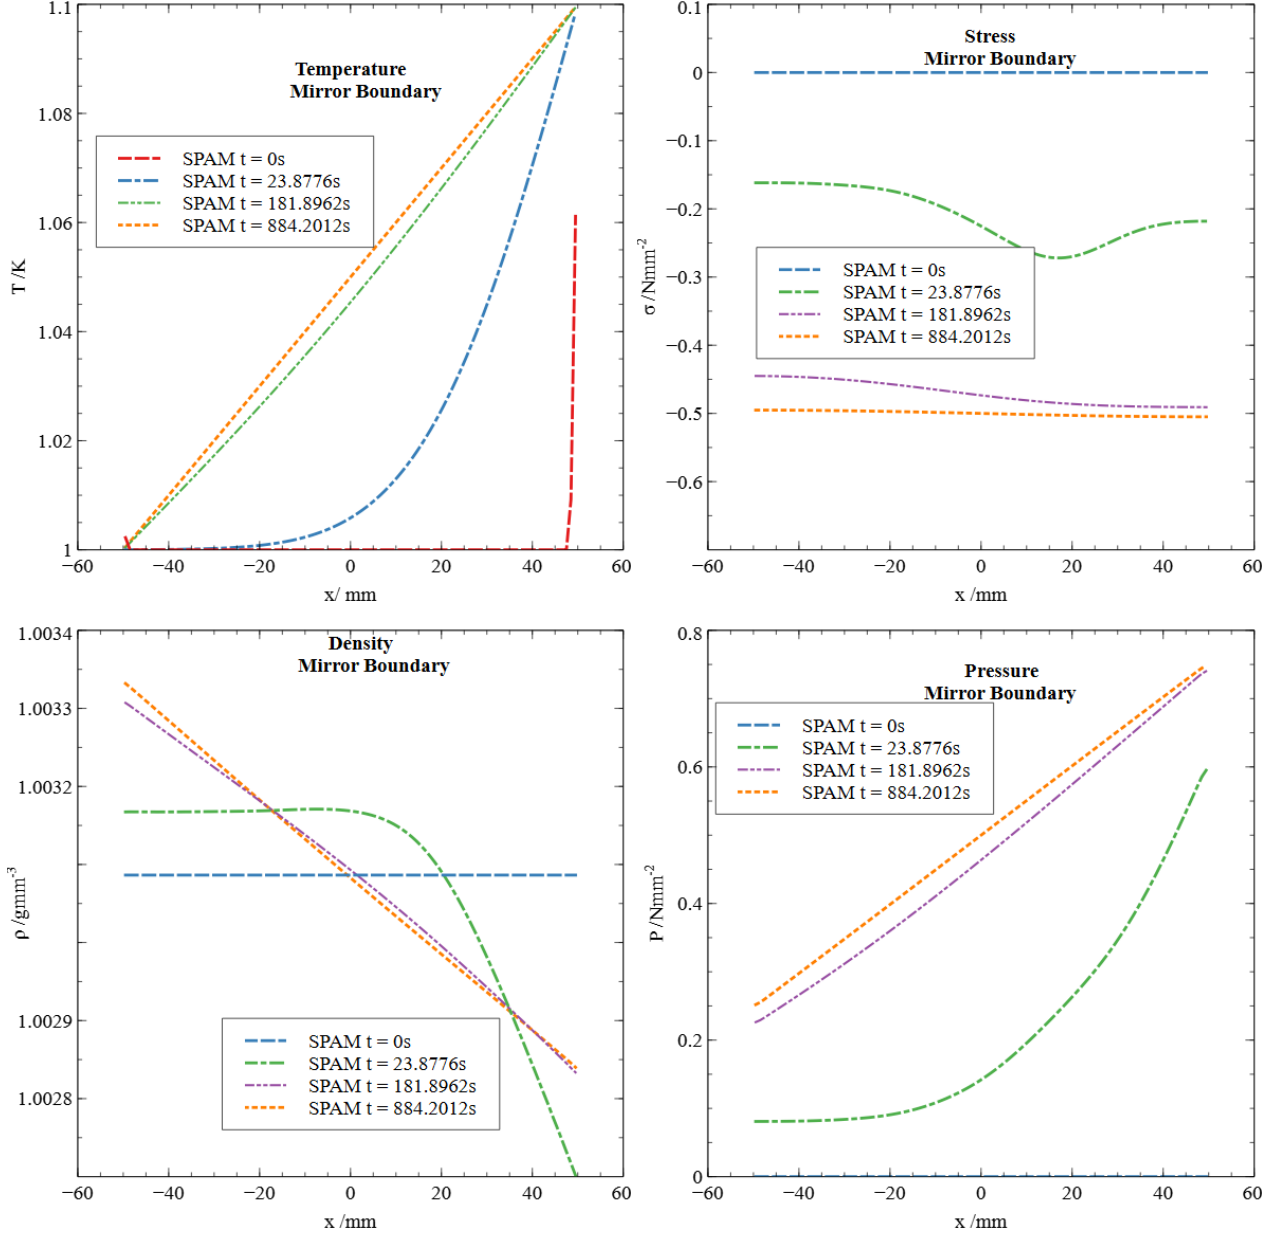 1.1
1.08
1.06
1.04
1.02
1
T /K
Temperature
Mirror Boundary
SPAM t = 0s
SPAM t = 23.8776s
SPAM t = 181.8962s
SPAM t = 884.2012s
−60 −40 −20 0 20 40 60
x/ mm
0.1
0
−0.1
−0.2
−0.3
−0.4
−0.5
−0.6
σ /Nmm-2
Stress
Mirror Boundary
SPAM t = 0s
SPAM t = 23.8776s
SPAM t = 181.8962s
SPAM t = 884.2012s
−60 −40 −20 0 20 40 60
x /mm
1.0034
1.0033
1.0032
1.0029
1.0028
ρ /gmm-3
Density
Mirror Boundary
SPAM t = 0s
SPAM t = 23.8776s
SPAM t = 181.8962s
SPAM t = 884.2012s
−60 −40 −20 0 20 40 60
x /mm
0.8
0.6
0.4
0.2
0
P /Nmm-2
Pressure
Mirror Boundary
SPAM t = 0s
SPAM t = 23.8776s
SPAM t = 181.8962s
SPAM t = 884.2012s
−60 −40 −20 0 20 40 60
x /mm